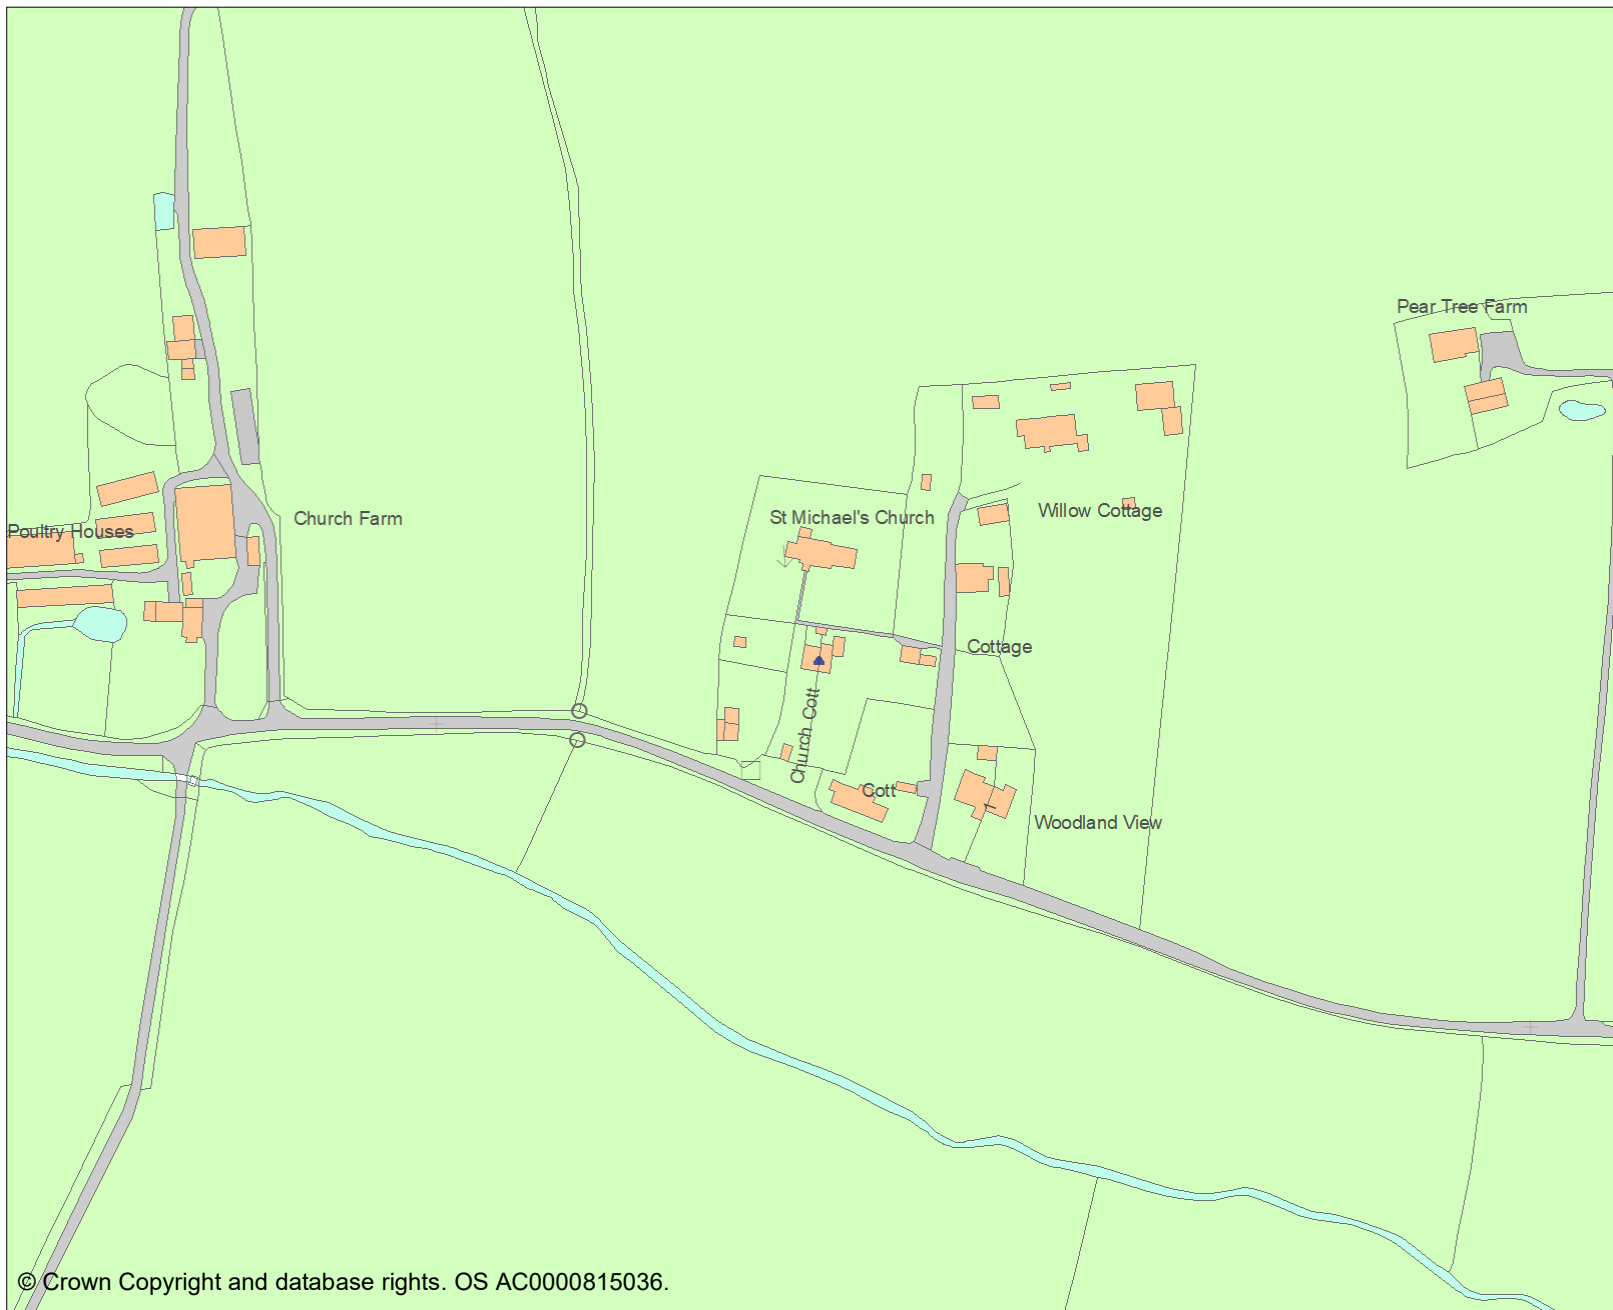 Pear Tree Farm
Church Farm
St Michael's Church
Willow Cottage
Poultry Houses
Cottage
Church Cott
Cott
1
Woodland View
© Crown Copyright and database rights. OS AC0000815036.